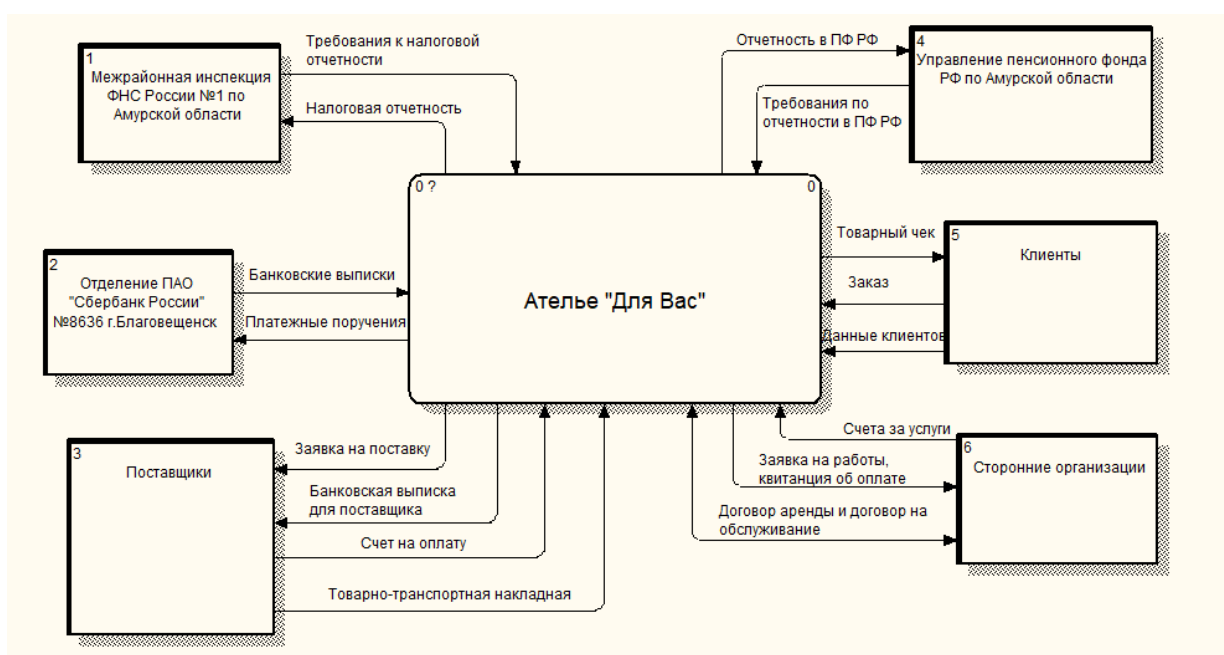 1
Межрайонная инспекция
ФНС России №1 по
Амурской области
Требования к налоговой
отчетности
Налоговая отчетность
Отчетность в ПФ РФ
Требования по
отчетности в ПФ РФ
4
Управление пенсионного фонда
РФ по Амурской области
0 ?
0
Ателье "Для Вас"
2
Отделение ПАО
"Сбербанк России"
№8636 г.Благовещенск
Банковские выписки
Платежные поручения
Товарный чек
Заказ
Данные клиентов
5
Клиенты
3
Поставщики
Заявка на поставку
Банковская выписка
для поставщика
Счет на оплату
Товарно-транспортная накладная
Счета за услуги
Заявка на работы,
квитанция об оплате
Договор аренды и договор на
обслуживание
6
Сторонние организации